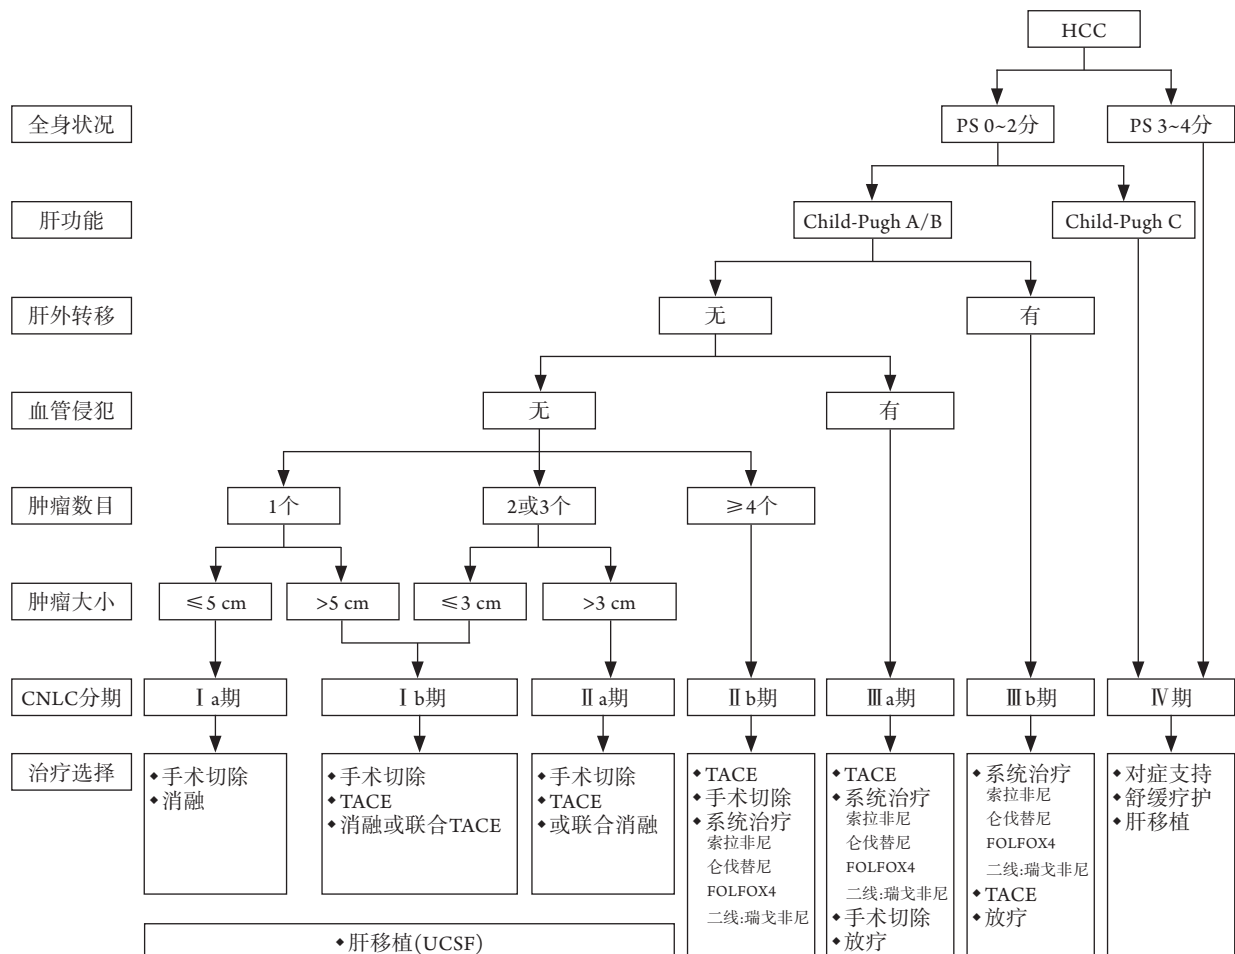 HCC
全身状况
PS 0~2分
PS 3~4分
肝功能
Child-Pugh A/B
Child-Pugh C
肝外转移
无
有
血管侵犯
无
有
肿瘤数目
1个
2或3个
≥4个
肿瘤大小
≤5 cm
>5 cm
≤3 cm
>3 cm
CNLC分期
Ⅰa期
Ⅰb期
Ⅱa期
Ⅱb期
Ⅲa期
Ⅲb期
Ⅳ期
治疗选择
◆手术切除
◆消融
◆手术切除
◆TACE
◆消融或联合TACE
◆手术切除
◆TACE
◆或联合消融
◆TACE
◆手术切除
◆系统治疗
索拉非尼
仑伐替尼
FOLFOX4
二线:瑞戈非尼
◆TACE
◆系统治疗
索拉非尼
仑伐替尼
FOLFOX4
二线:瑞戈非尼
◆手术切除
◆放疗
◆系统治疗
索拉非尼
仑伐替尼
FOLFOX4
二线:瑞戈非尼
◆TACE
◆放疗
◆对症支持
◆舒缓疗护
◆肝移植
◆肝移植(UCSF)